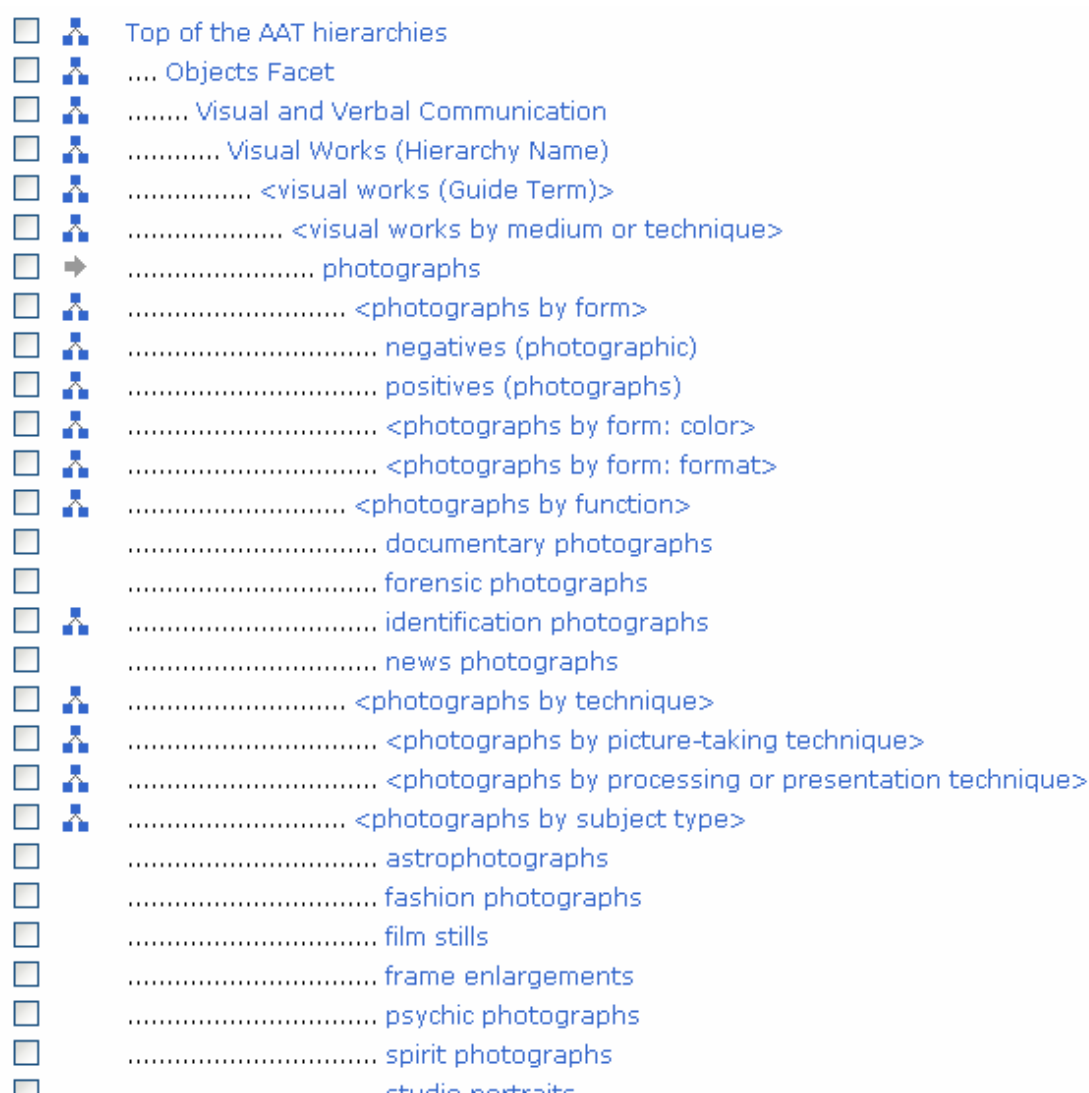 Top of the AAT hierarchies
.... Objects Facet
........ Visual and Verbal Communication
............ Visual Works (Hierarchy Name)
................ <visual works (Guide Term)>
.................... <visual works by medium or technique>
........................ photographs
............................ <photographs by form>
................................ negatives (photographic)
................................ positives (photographs)
................................ <photographs by form: color>
................................ <photographs by form: format>
............................ <photographs by function>
................................ documentary photographs
................................ forensic photographs
................................ identification photographs
................................ news photographs
............................ <photographs by technique>
................................ <photographs by picture-taking technique>
................................ <photographs by processing or presentation technique>
............................ <photographs by subject type>
................................ astrophotographs
................................ fashion photographs
................................ film stills
................................ frame enlargements
................................ psychic photographs
................................ spirit photographs
studio portraits